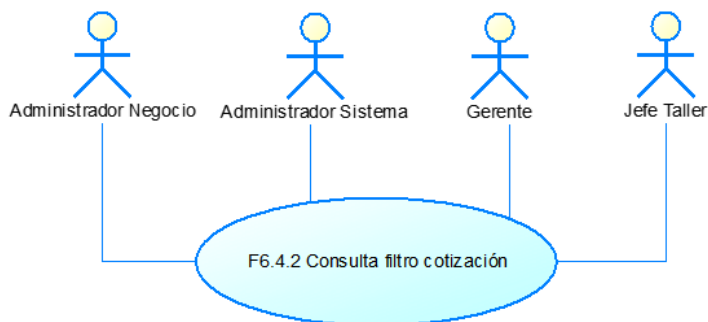 Administrador Negocio
Administrador Sistema
Gerente
Jefe Taller
F6.4.2 Consulta filtro cotización